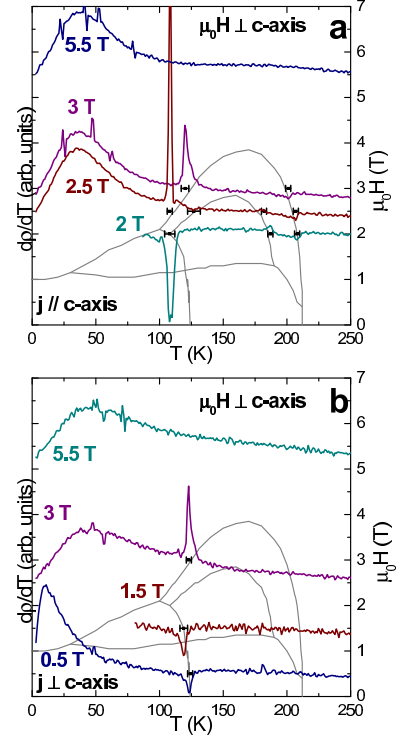 μ₀H ⊥ c-axis
a
5.5 T
3 T
2.5 T
2 T
j // c-axis
dρ/dT (arb. units)
μ₀H (T)
7
6
5
4
3
2
1
0
0 50 100 150 200 250
T (K)
μ₀H ⊥ c-axis
b
5.5 T
3 T
1.5 T
0.5 T
j ⊥ c-axis
dρ/dT (arb. units)
μ₀H (T)
7
6
5
4
3
2
1
0
0 50 100 150 200 250
T (K)